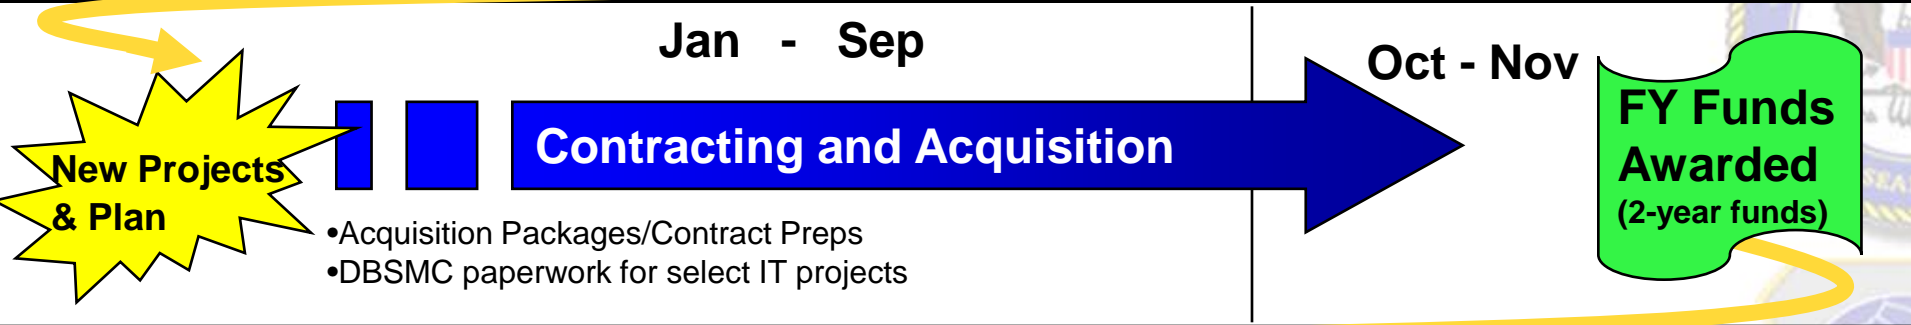 Jan - Sep
Oct - Nov
New Projects
& Plan
Contracting and Acquisition
FY Funds
Awarded
(2-year funds)
•Acquisition Packages/Contract Preps
•DBSMC paperwork for select IT projects